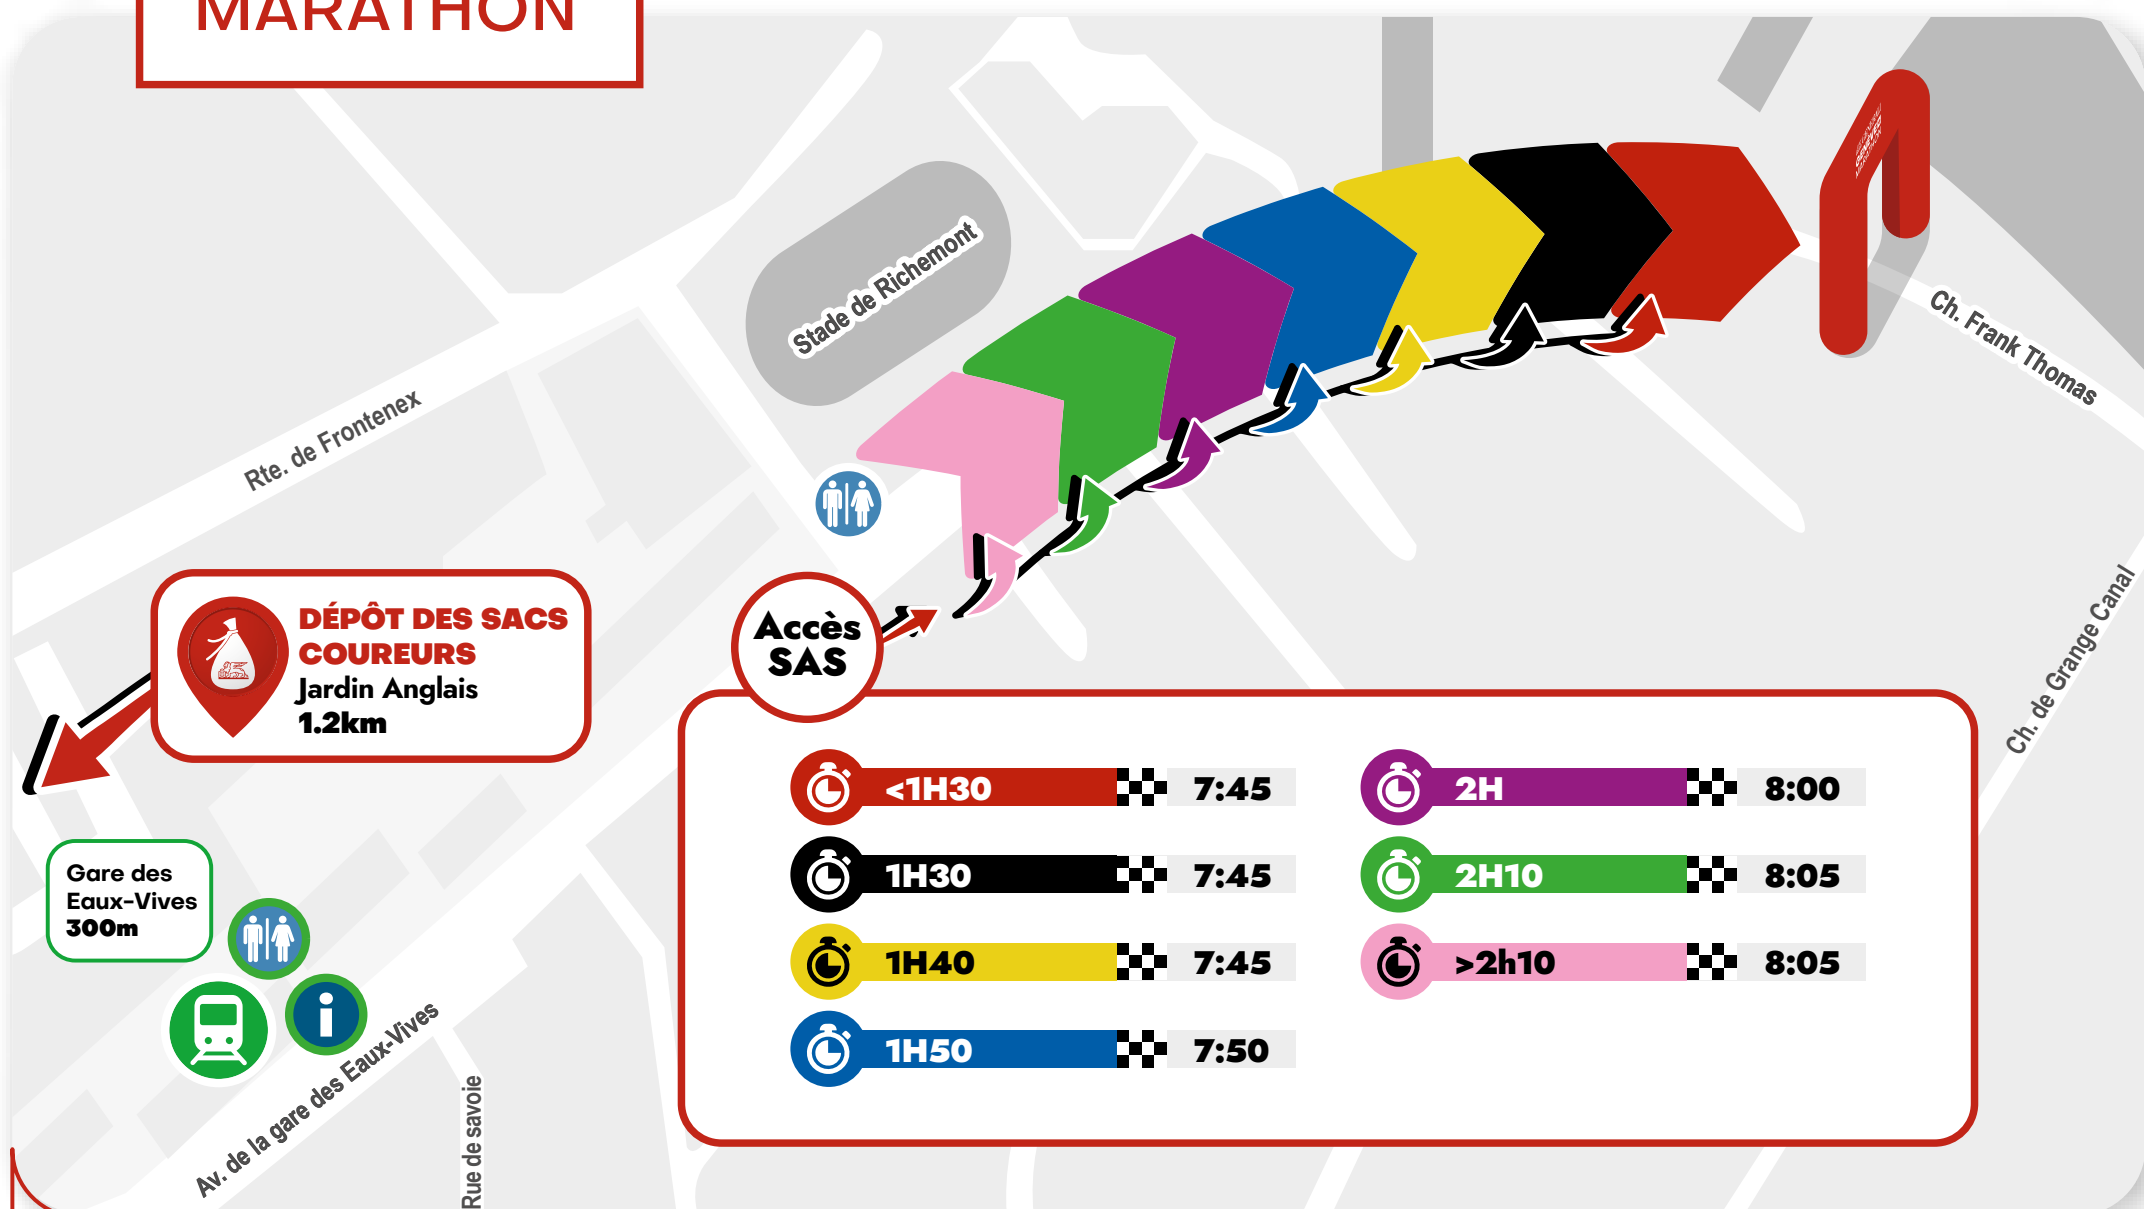 MARATHON
Stade de Richemont
Ch. Frank Thomas
Rte. de Frontenex
DÉPÔT DES SACS
COUREURS
Jardin Anglais
1.2km
Accès
SAS
Ch. de Grange Canal
<1H30 7:45
1H30 7:45
1H40 7:45
1H50 7:50
2H 8:00
2H10 8:05
>2h10 8:05
Gare des
Eaux-Vives
300m
i
Av. de la gare des Eaux-Vives
Rue de savoie